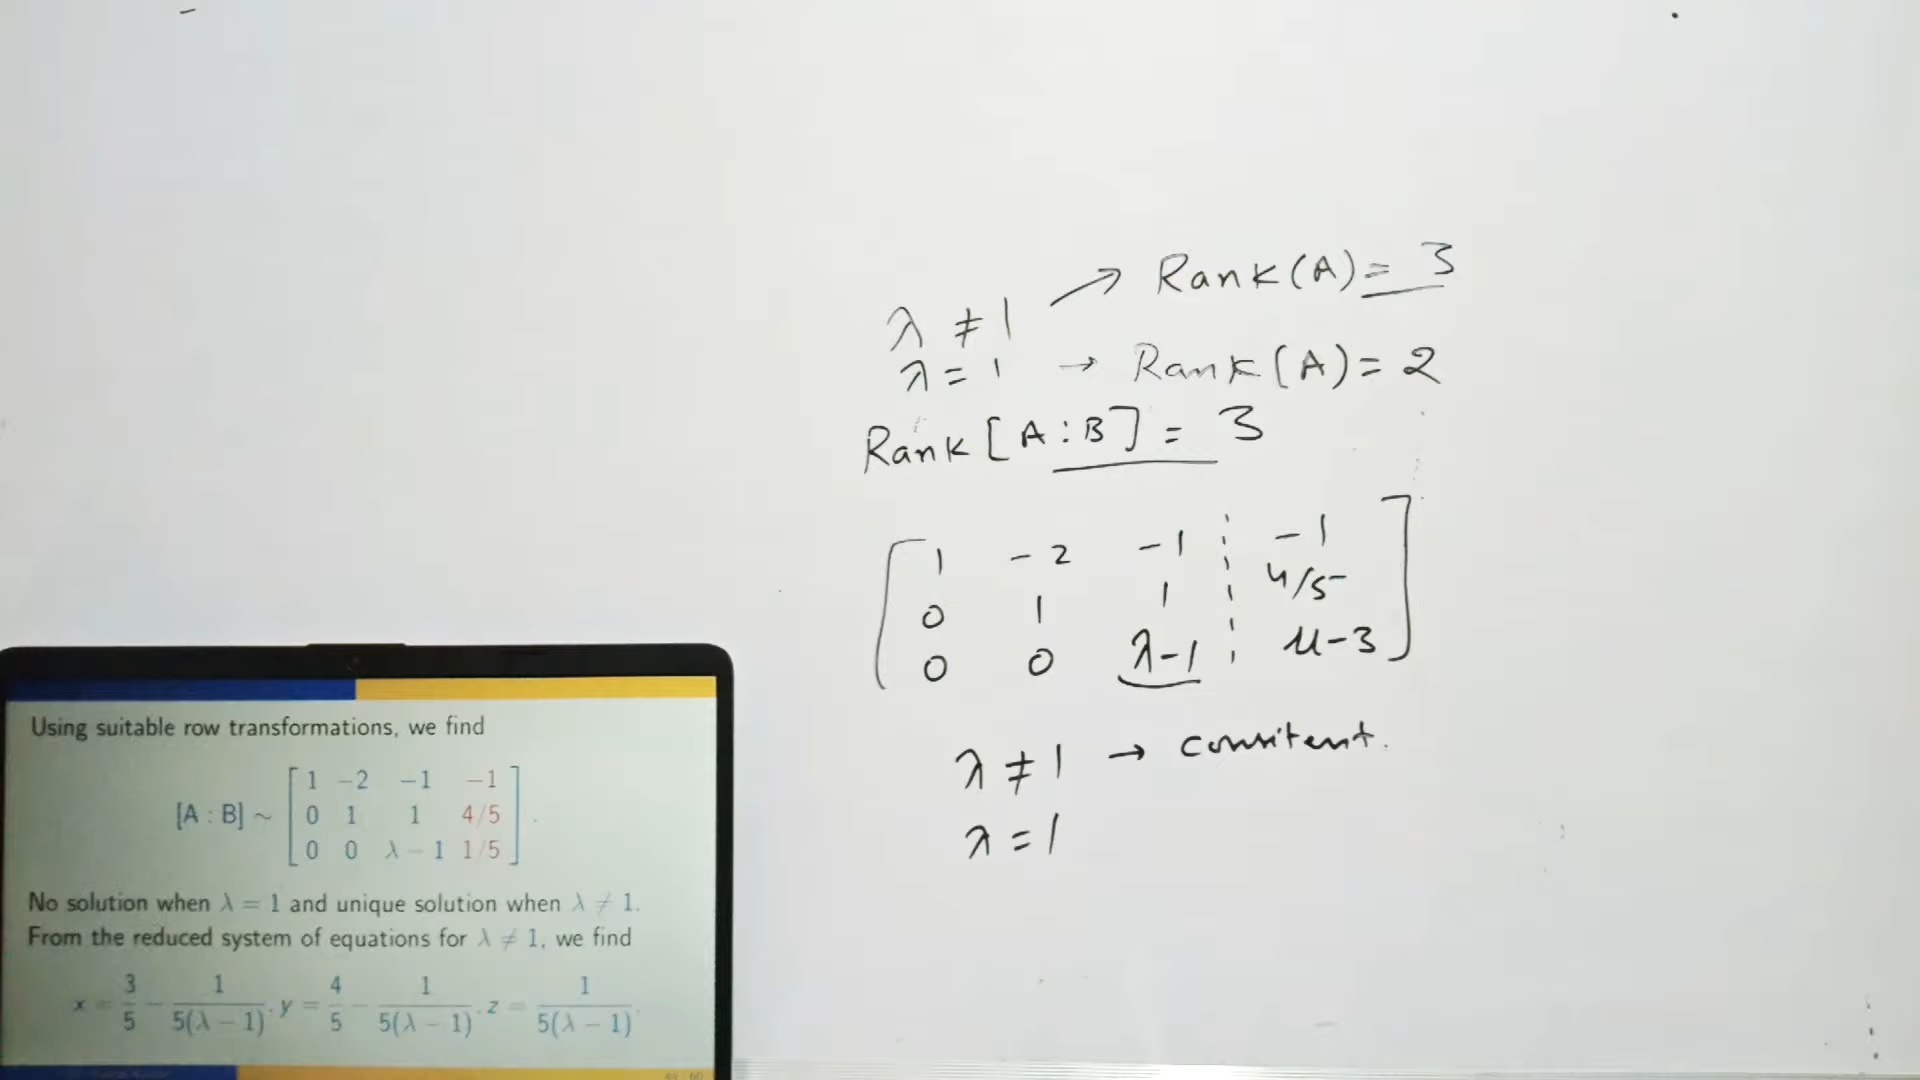 λ ≠ 1 → Rank(A) = 3
λ = 1 → Rank(A) = 2
Rank [A : B] = 3
1 -2 -1 ⋮ -1
0 1 1 ⋮ 4/5
0 0 λ-1 ⋮ μ-3
λ ≠ 1 → consitent.
λ = 1
Using suitable row transformations, we find
[A : B] ∼
1 −2 −1 −1
0 1 1 4/5
0 0 λ − 1 1/5
No solution when λ = 1 and unique solution when λ ≠ 1.
From the reduced system of equations for λ ≠ 1, we find
x = 3/5 − 1/5(λ − 1), y = 4/5 − 1/5(λ − 1), z = 1/5(λ − 1).